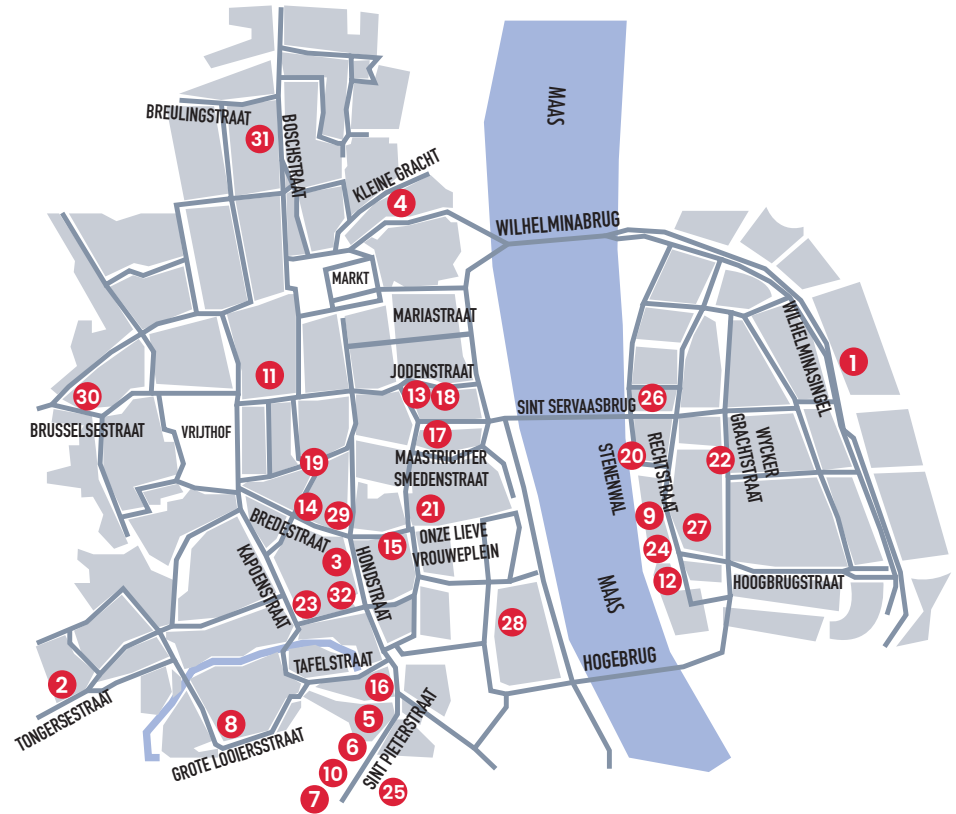 BREULINGSTRAAT
31
BOSCHSTRAAT
KLEINE GRACHT
4
MAAS
WILHELMINABRUG
MARKT
MARIASTRAAT
WILHELMINASINGEL
1
11
JODENSTRAAT
13
18
30
26
SINT SERVAASBRUG
BRUSSELSESTRAAT
VRIJTHOF
17
MAASTRICHTER
SMEDENSTRAAT
19
20
STENENWAL
RECHTSTRAAT
22
WYCKER
GRACHTSTRAAT
14
29
21
9
27
BREDESTRAAT
15
ONZE LIEVE
VROUWEPLEIN
24
3
HONDSTRAAT
KAPOENSTRAAT
12
HOOGBRUGSTRAAT
MAAS
32
23
28
TAFELSTRAAT
HOGEBRUG
2
16
TONGERSESTRAAT
8
5
SINT PIETERSTRAAT
GROTE LOOIERSSTRAAT
6
10
7
25